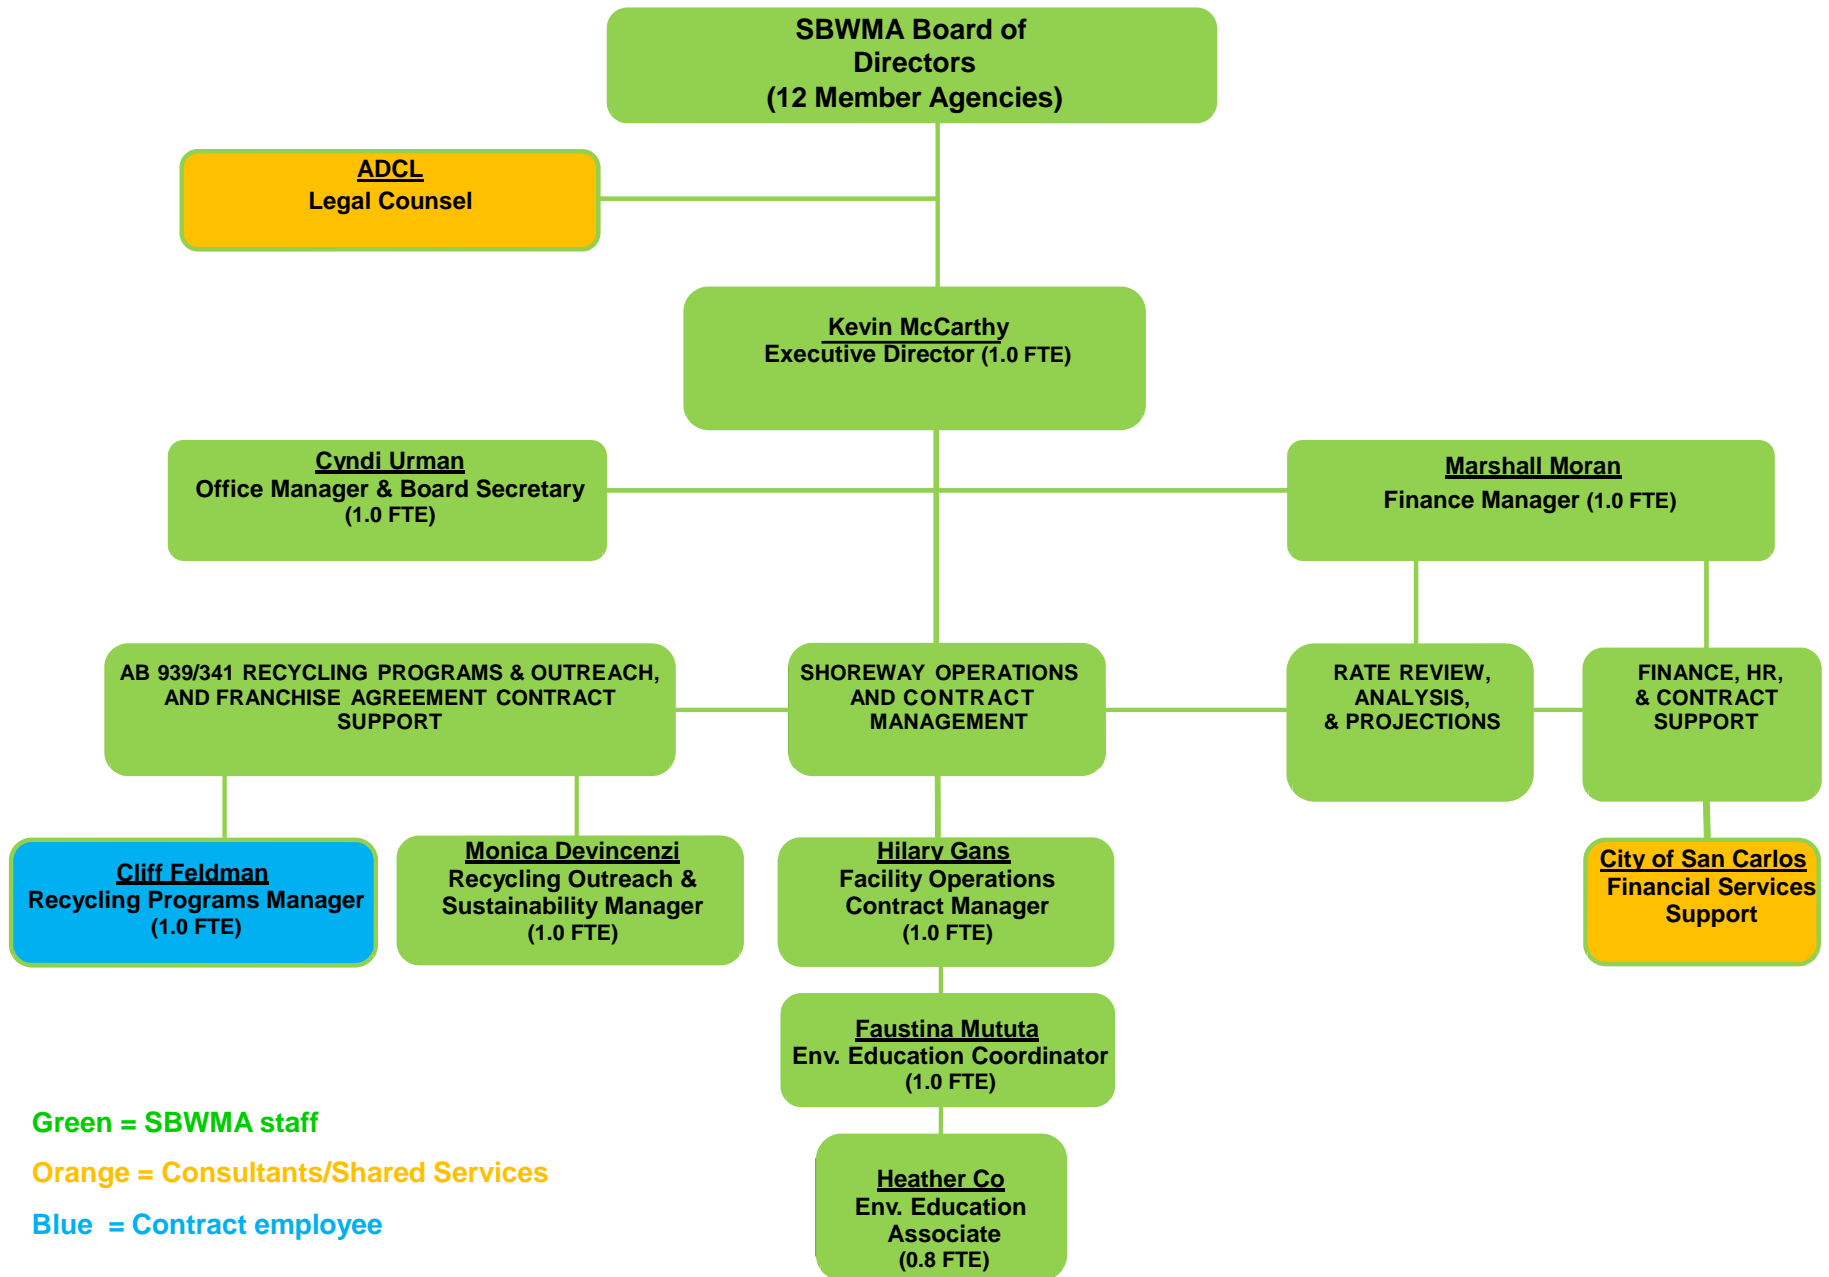 SBWMA Board of
Directors
(12 Member Agencies)
ADCL
Legal Counsel
Kevin McCarthy
Executive Director (1.0 FTE)
Cyndi Urman
Office Manager & Board Secretary
(1.0 FTE)
Marshall Moran
Finance Manager (1.0 FTE)
AB 939/341 RECYCLING PROGRAMS & OUTREACH,
AND FRANCHISE AGREEMENT CONTRACT
SUPPORT
SHOREWAY OPERATIONS
AND CONTRACT
MANAGEMENT
RATE REVIEW,
ANALYSIS,
& PROJECTIONS
FINANCE, HR,
& CONTRACT
SUPPORT
Cliff Feldman
Recycling Programs Manager
(1.0 FTE)
Monica Devincenzi
Recycling Outreach &
Sustainability Manager
(1.0 FTE)
Hilary Gans
Facility Operations
Contract Manager
(1.0 FTE)
City of San Carlos
Financial Services
Support
Faustina Mututa
Env. Education Coordinator
(1.0 FTE)
Heather Co
Env. Education
Associate
(0.8 FTE)
Green = SBWMA staff
Orange = Consultants/Shared Services
Blue = Contract employee